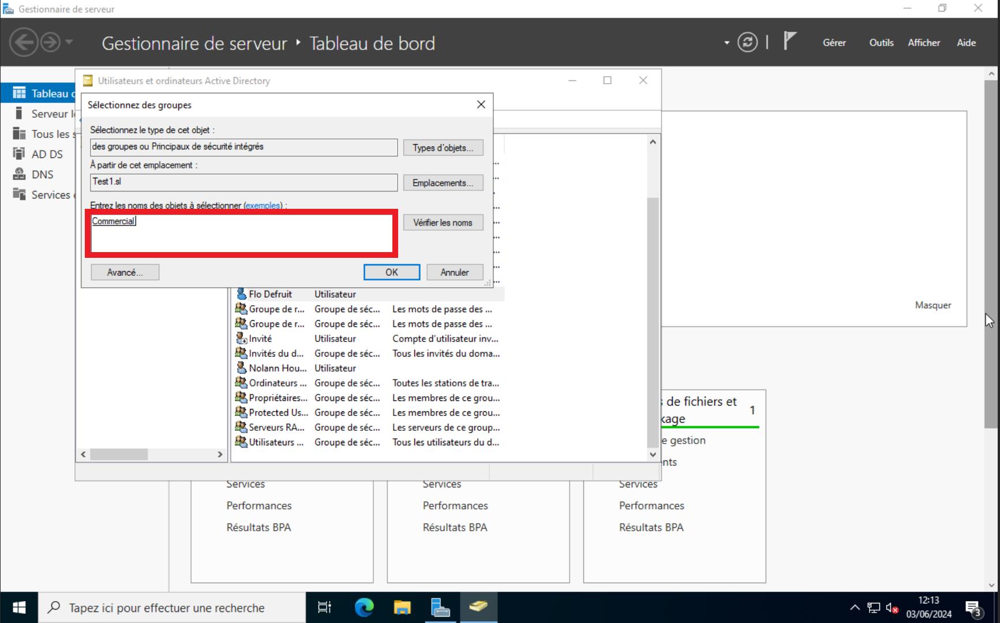 Gestionnaire de serveur
Gestionnaire de serveur ‣ Tableau de bord
Gérer Outils Afficher Aide
Utilisateurs et ordinateurs Active Directory
Tableau d
Serveur l
Tous les s
AD DS
DNS
Services
Sélectionnez des groupes
Sélectionnez le type de cet objet :
des groupes ou Principaux de sécurité intégrés
Types d'objets...
À partir de cet emplacement :
Test1.sl
Emplacements...
Entrez les noms des objets à sélectionner (exemples) :
Commercial
Vérifier les noms
Avancé...
OK
Annuler
Flo Defruit Utilisateur
Groupe de r... Groupe de séc... Les mots de passe des ...
Groupe de r... Groupe de séc... Les mots de passe des ...
Invité Utilisateur Compte d'utilisateur inv...
Invités du d... Groupe de séc... Tous les invités du doma...
Nolann Hou... Utilisateur
Ordinateurs ... Groupe de séc... Toutes les stations de tra...
Propriétaires... Groupe de séc... Les membres de ce grou...
Protected Us... Groupe de séc... Les membres de ce grou...
Serveurs RA... Groupe de séc... Les serveurs de ce group...
Utilisateurs ... Groupe de séc... Tous les utilisateurs du d...
Masquer
de fichiers et
kage
1
e gestion
nts
Services
Performances
Résultats BPA
Services
Performances
Résultats BPA
Services
Performances
Résultats BPA
Tapez ici pour effectuer une recherche
12:13
03/06/2024
3